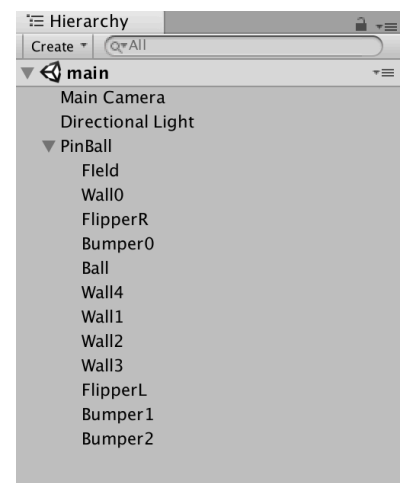 Hierarchy
Create All
main
Main Camera
Directional Light
PinBall
FIeld
Wall0
FlipperR
Bumper0
Ball
Wall4
Wall1
Wall2
Wall3
FlipperL
Bumper1
Bumper2